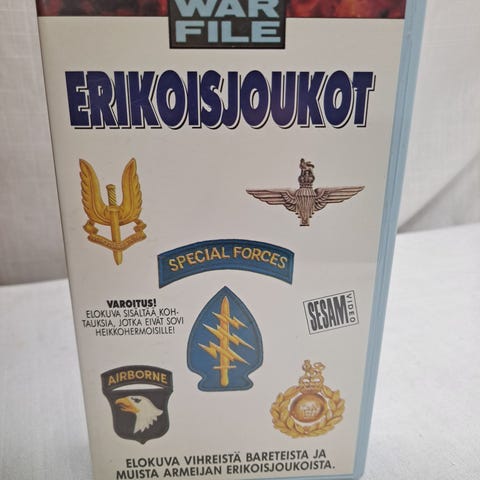 WAR
FILE
ERIKOISJOUKOT
SPECIAL FORCES
VAROITUS!
ELOKUVA SISÄLTÄÄ KOH-
TAUKSIA, JOTKA EIVÄT SOVI
HEIKKOHERMOISILLE!
SESAM
VIDEO
AIRBORNE
ELOKUVA VIHREISTÄ BARETEISTA JA
MUISTA ARMEIJAN ERIKOISJOUKOISTA.